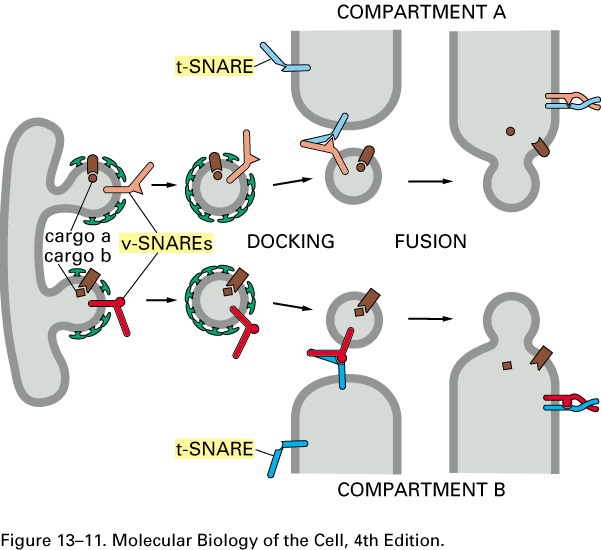 COMPARTMENT A
t-SNARE
cargo a
cargo b
v-SNAREs
DOCKING
FUSION
t-SNARE
COMPARTMENT B
Figure 13–11. Molecular Biology of the Cell, 4th Edition.